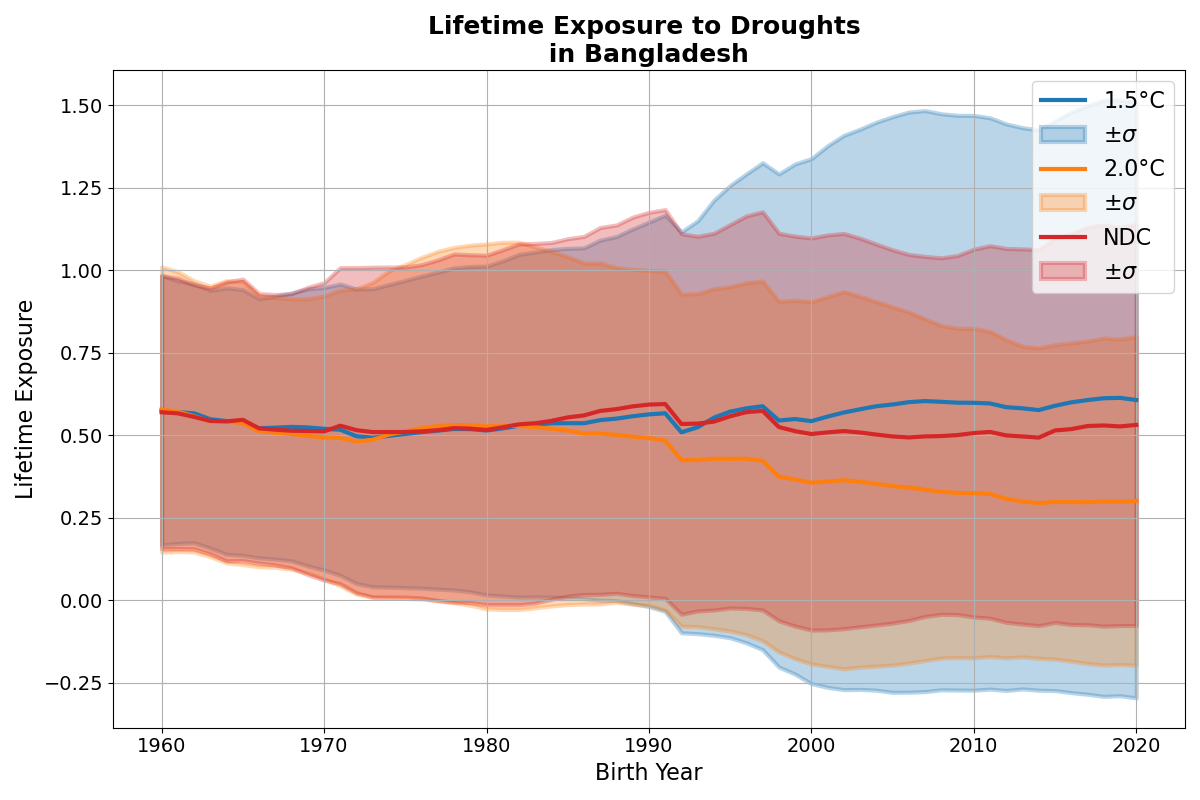 Lifetime Exposure to Droughts
in Bangladesh
1.50
1.25
1.00
0.75
0.50
0.25
0.00
−0.25
Lifetime Exposure
1960
1970
1980
1990
2000
2010
2020
Birth Year
1.5°C
±σ
2.0°C
±σ
NDC
±σ